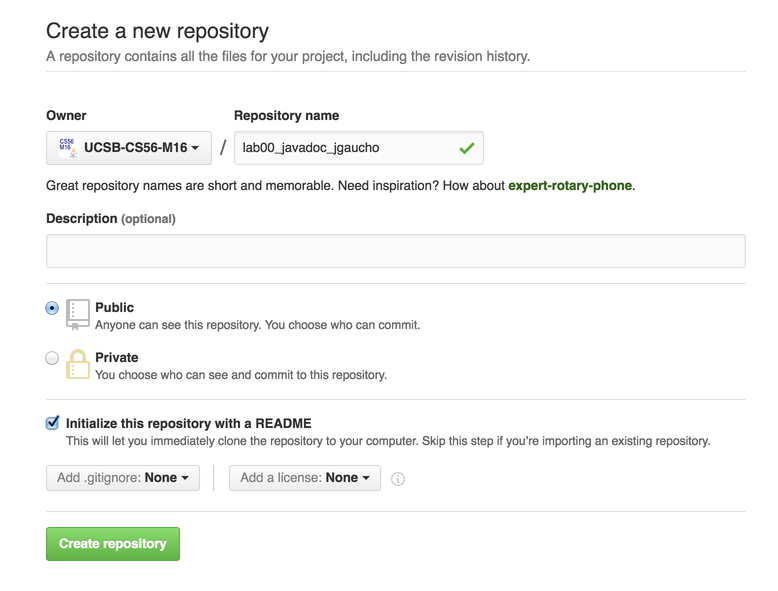 Create a new repository
A repository contains all the files for your project, including the revision history.
Owner
Repository name
CS56
M16
UCSB-CS56-M16
/
lab00_javadoc_jgaucho
Great repository names are short and memorable. Need inspiration? How about expert-rotary-phone.
Description (optional)
Public
Anyone can see this repository. You choose who can commit.
Private
You choose who can see and commit to this repository.
Initialize this repository with a README
This will let you immediately clone the repository to your computer. Skip this step if you’re importing an existing repository.
Add .gitignore: None
Add a license: None
Create repository